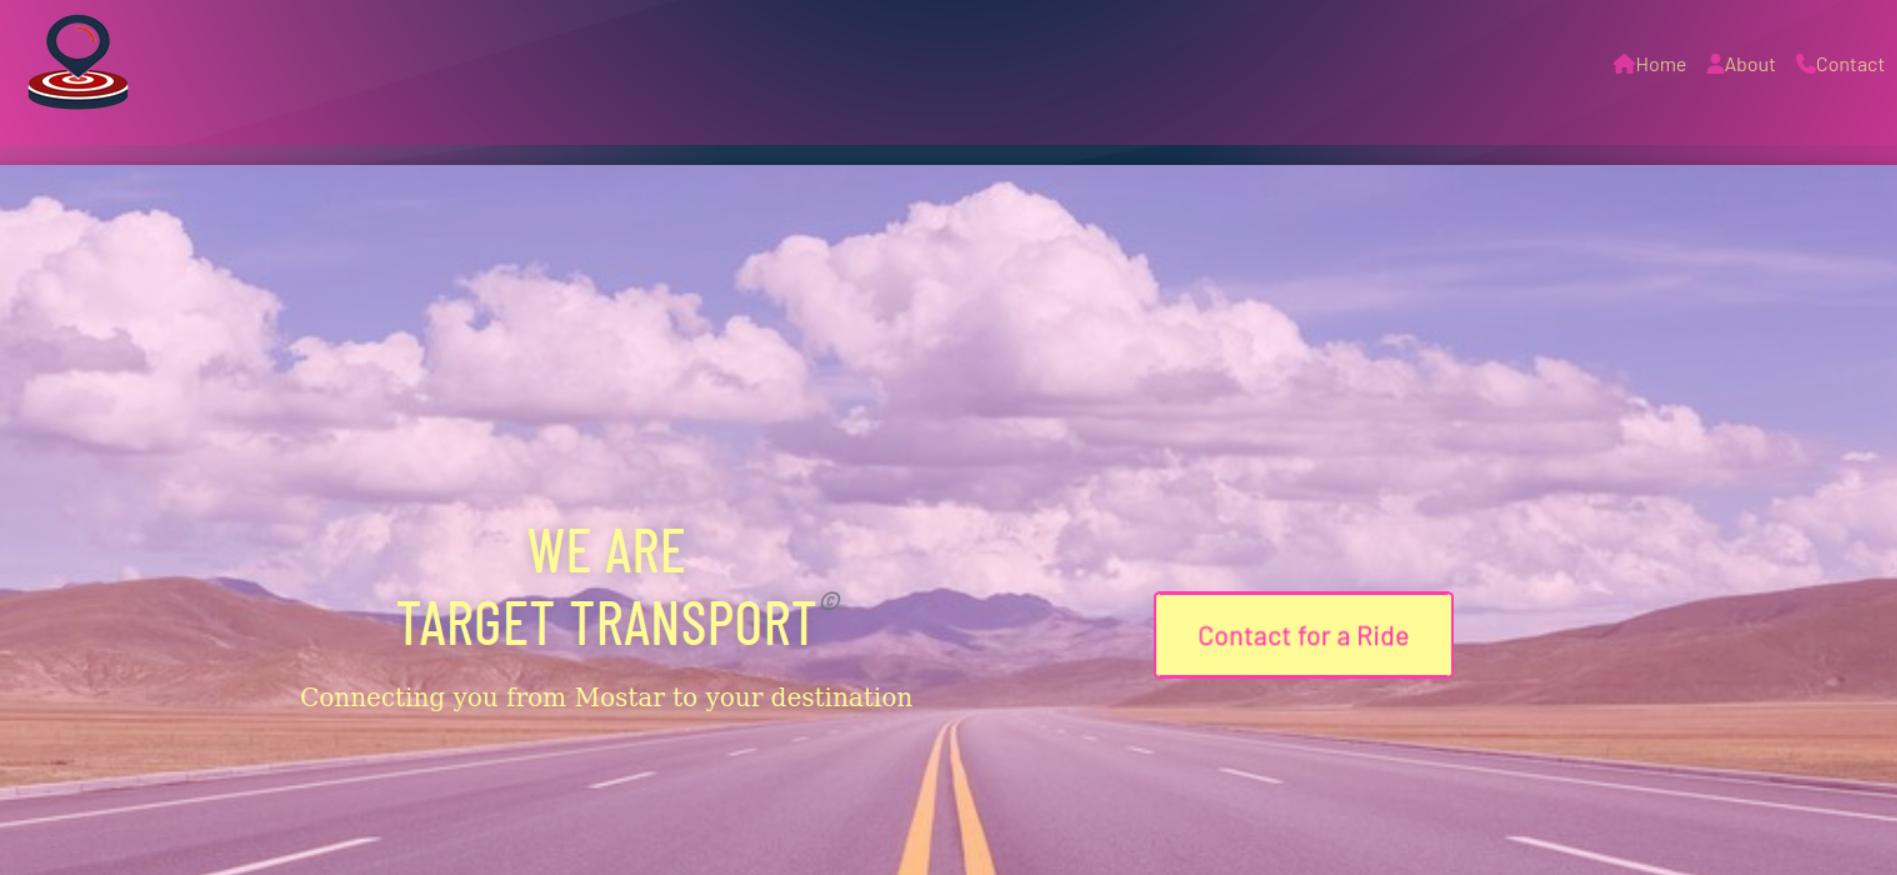 Home About Contact
WE ARE
TARGET TRANSPORT©
Connecting you from Mostar to your destination
Contact for a Ride